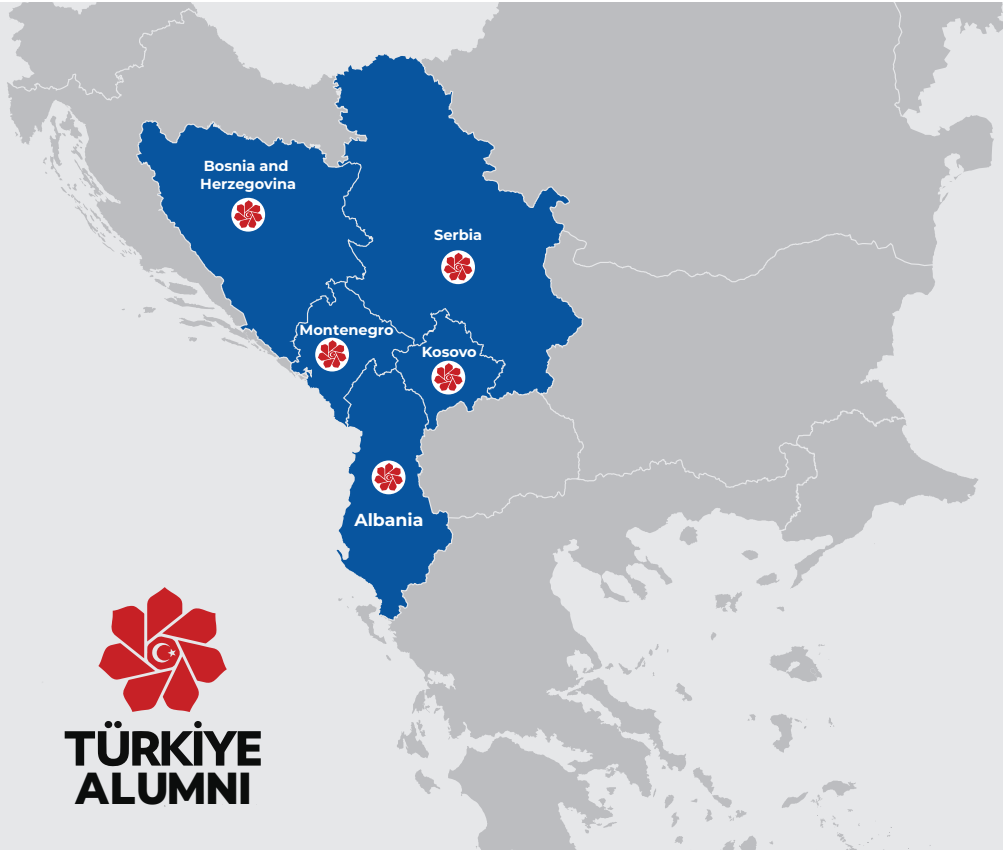 Bosnia and
Herzegovina
Serbia
Montenegro
Kosovo
Albania
TÜRKİYE
ALUMNI